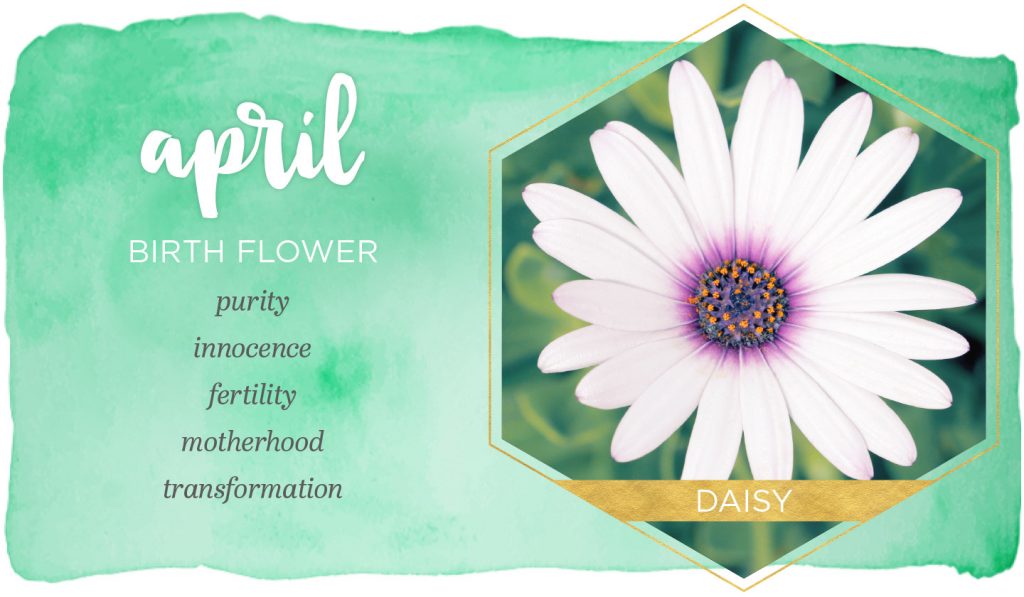 april
BIRTH FLOWER
purity
innocence
fertility
motherhood
transformation
DAISY